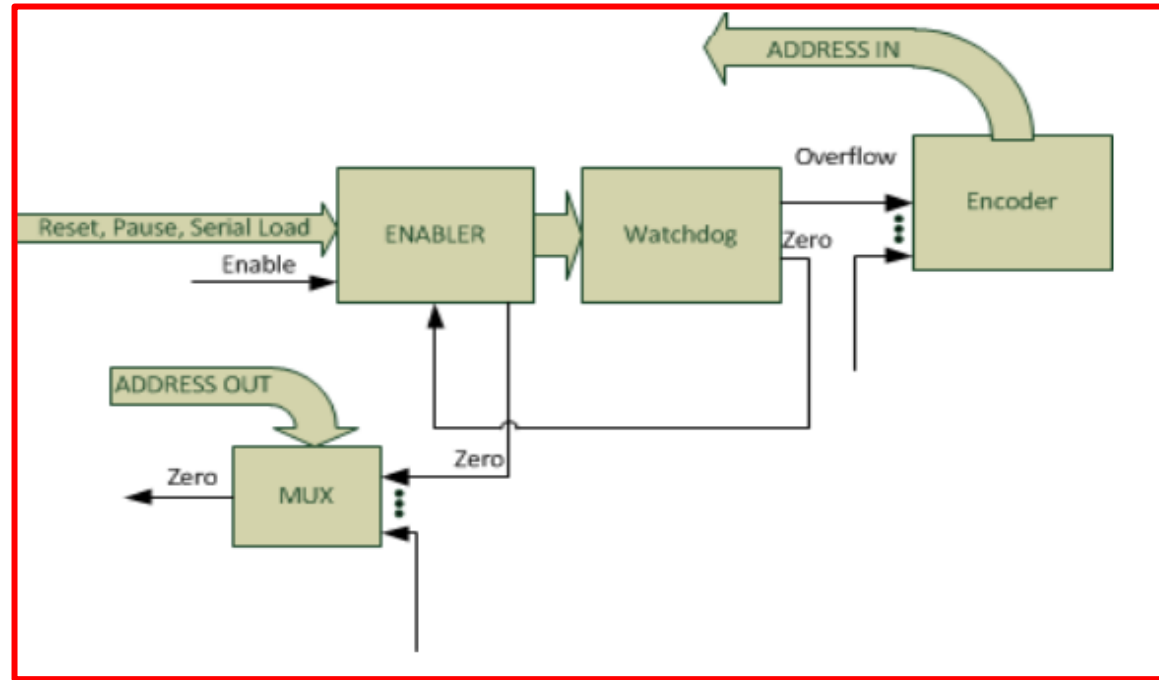 ADDRESS IN
Overflow
Encoder
Reset, Pause, Serial Load
ENABLER
Watchdog
Zero
Enable
ADDRESS OUT
Zero
Zero
MUX